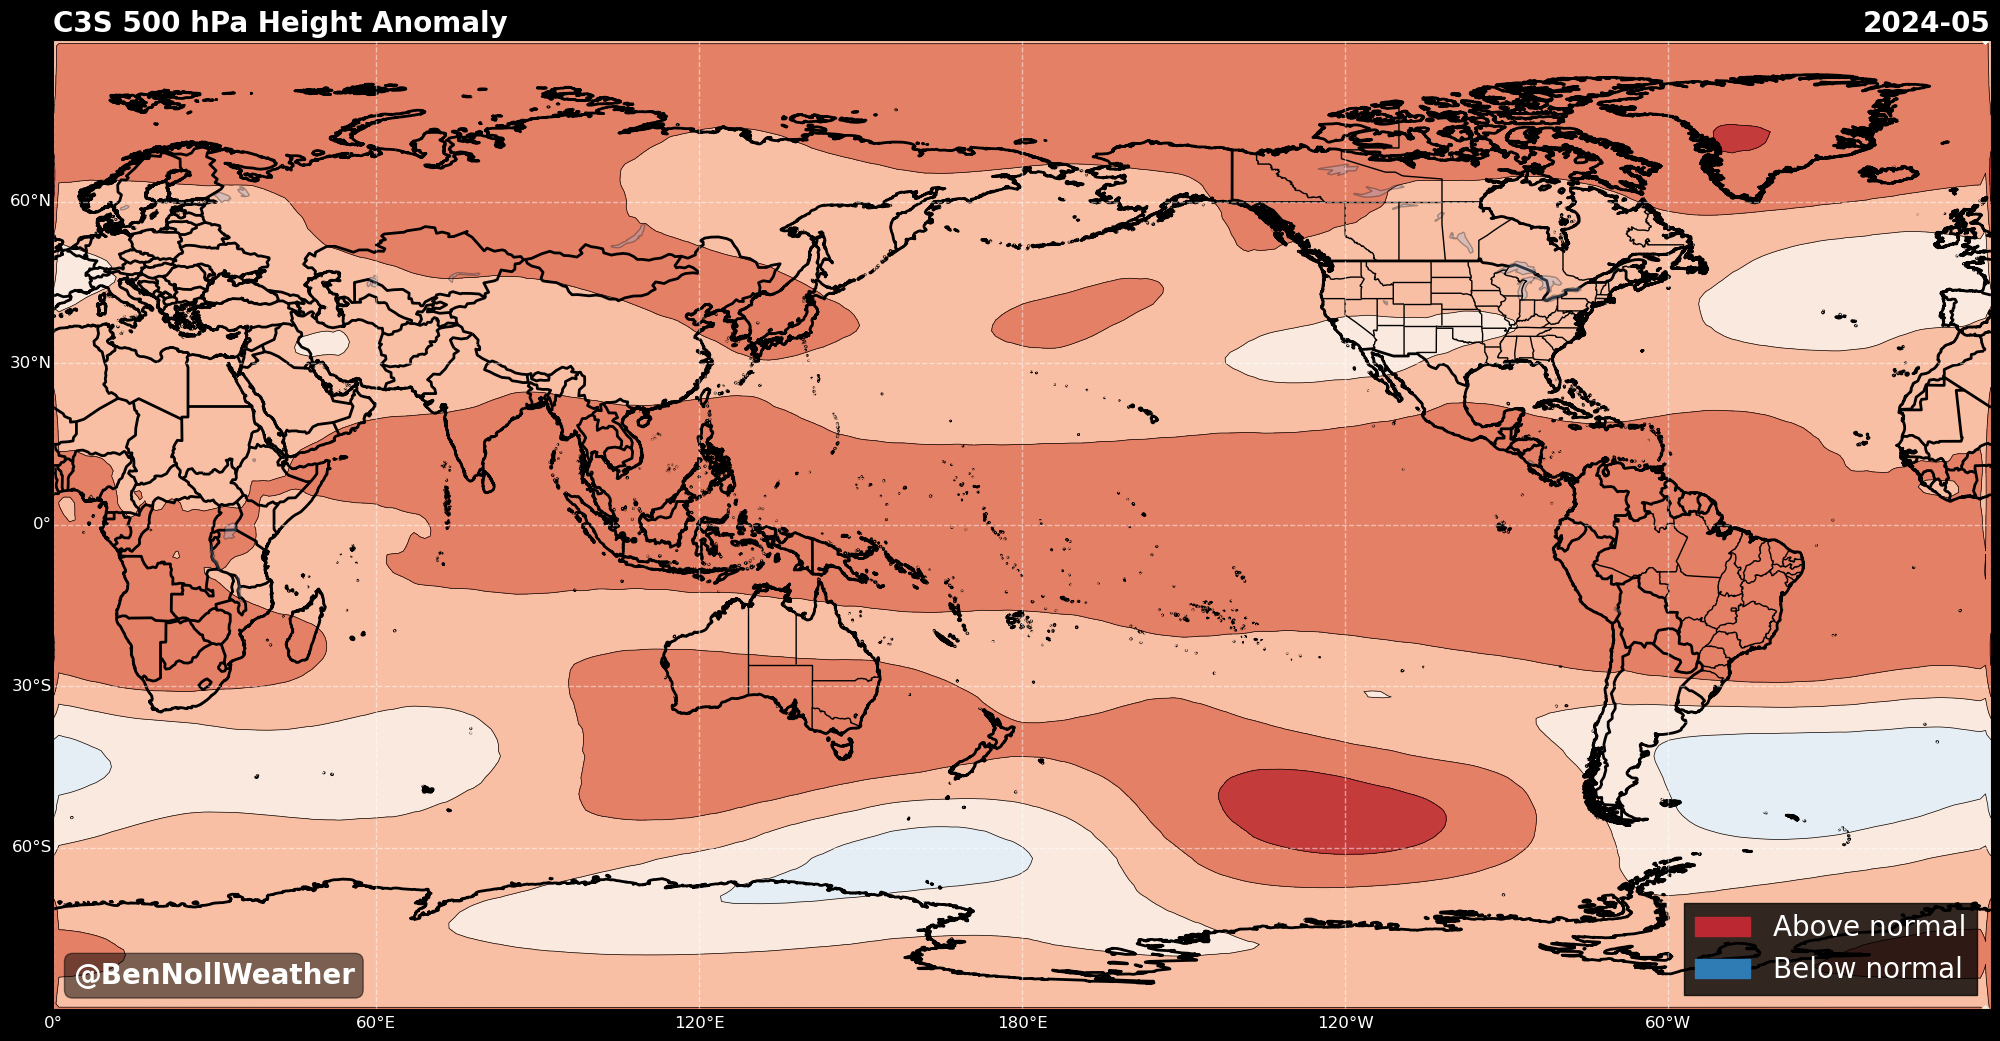 C3S 500 hPa Height Anomaly
2024-05
60°N
30°N
0°
30°S
60°S
Above normal
Below normal
@BenNollWeather
0°
60°E
120°E
180°E
120°W
60°W